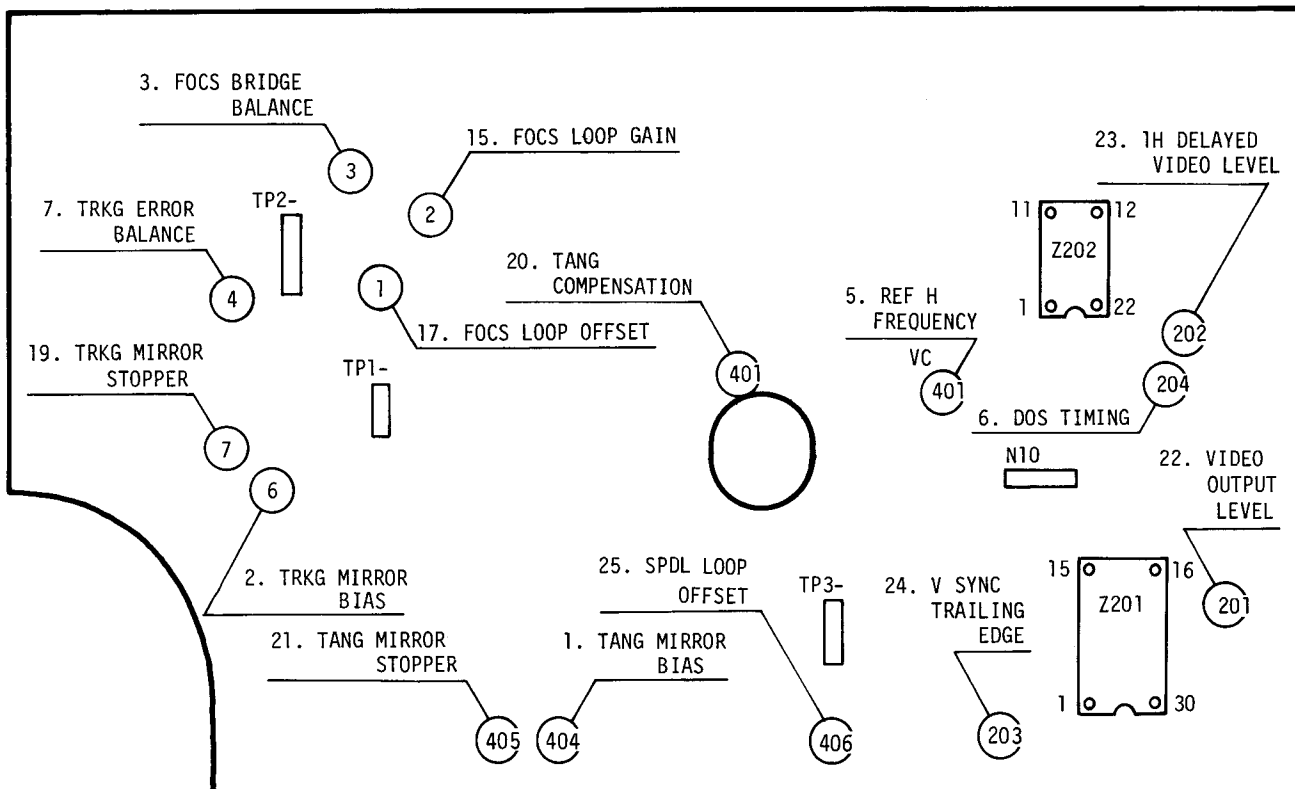 3. FOCS BRIDGE
BALANCE
3
15. FOCS LOOP GAIN
2
23. 1H DELAYED
VIDEO LEVEL
7. TRKG ERROR
BALANCE
4
TP2-
1
17. FOCS LOOP OFFSET
20. TANG
COMPENSATION
401
5. REF H
FREQUENCY
VC
401
11
12
Z202
1
22
202
204
6. DOS TIMING
19. TRKG MIRROR
STOPPER
7
TP1-
6
2. TRKG MIRROR
BIAS
N10
22. VIDEO
OUTPUT
LEVEL
201
21. TANG MIRROR
STOPPER
405
1. TANG MIRROR
BIAS
404
25. SPDL LOOP
OFFSET
406
TP3-
24. V SYNC
TRAILING
EDGE
203
15
16
Z201
1
30